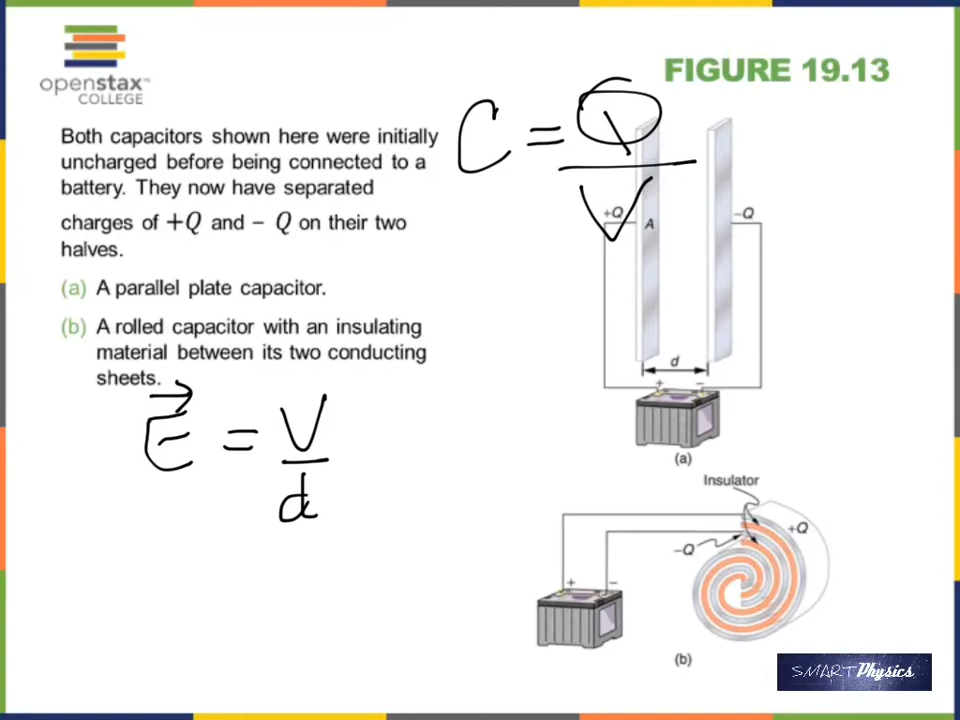 openstax™
COLLEGE
FIGURE 19.13
Both capacitors shown here were initially
uncharged before being connected to a
battery. They now have separated
charges of +Q and − Q on their two
halves.
(a) A parallel plate capacitor.
(b) A rolled capacitor with an insulating
material between its two conducting
sheets.
C = Q
V
E = V
d
+Q
A
−Q
d
+ −
(a)
Insulator
+Q
−Q
+ −
(b)
SMART Physics